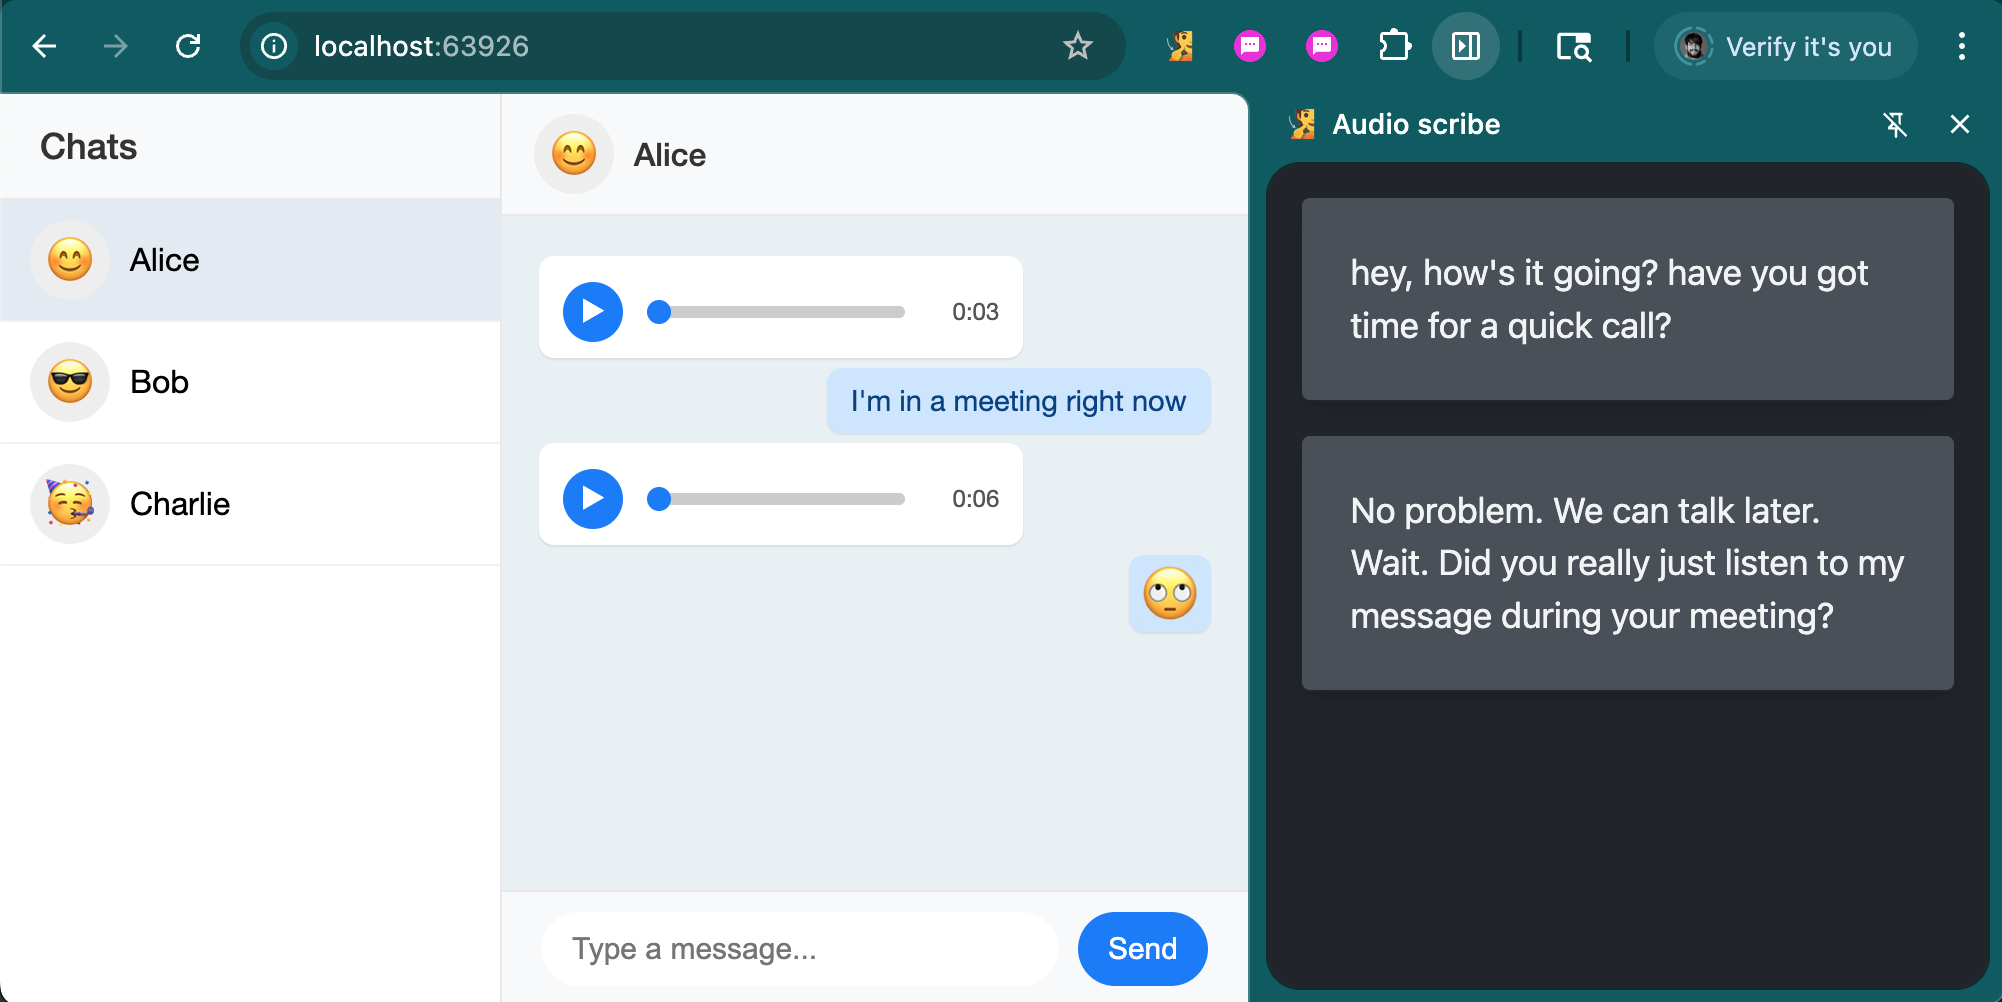 localhost:63926
Verify it's you
Chats
Alice
Bob
Charlie
Alice
0:03
I'm in a meeting right now
0:06
Type a message...
Send
Audio scribe
hey, how's it going? have you got
time for a quick call?
No problem. We can talk later.
Wait. Did you really just listen to my
message during your meeting?